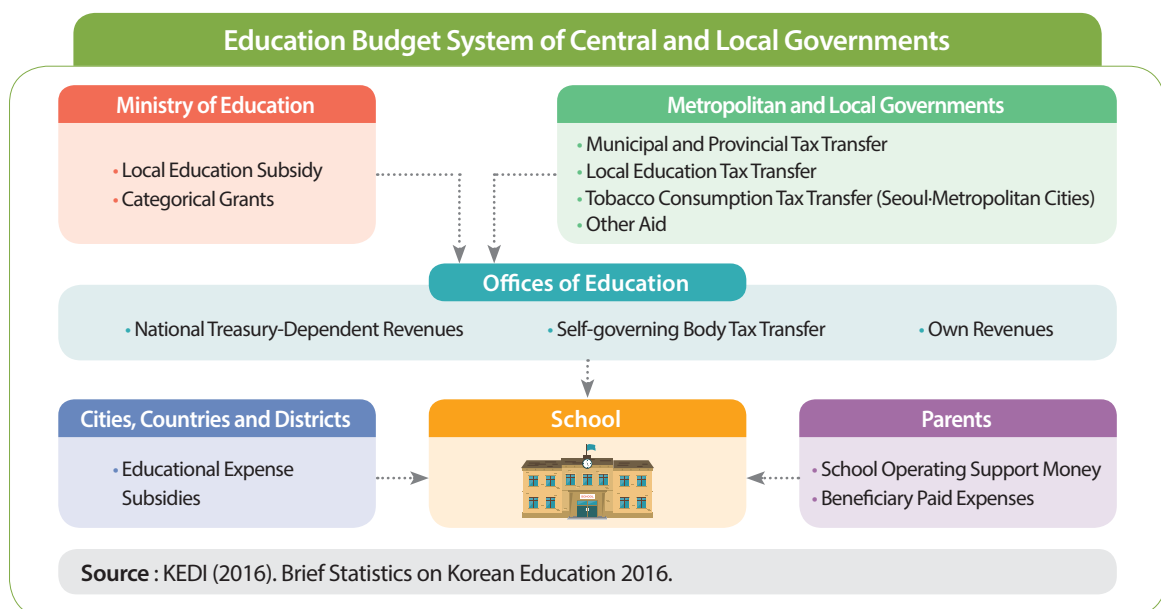 Education Budget System of Central and Local Governments
Ministry of Education
• Local Education Subsidy
• Categorical Grants
Metropolitan and Local Governments
• Municipal and Provincial Tax Transfer
• Local Education Tax Transfer
• Tobacco Consumption Tax Transfer (Seoul·Metropolitan Cities)
• Other Aid
Offices of Education
• National Treasury-Dependent Revenues • Self-governing Body Tax Transfer • Own Revenues
Cities, Countries and Districts
• Educational Expense
Subsidies
School
Parents
• School Operating Support Money
• Beneficiary Paid Expenses
Source : KEDI (2016). Brief Statistics on Korean Education 2016.